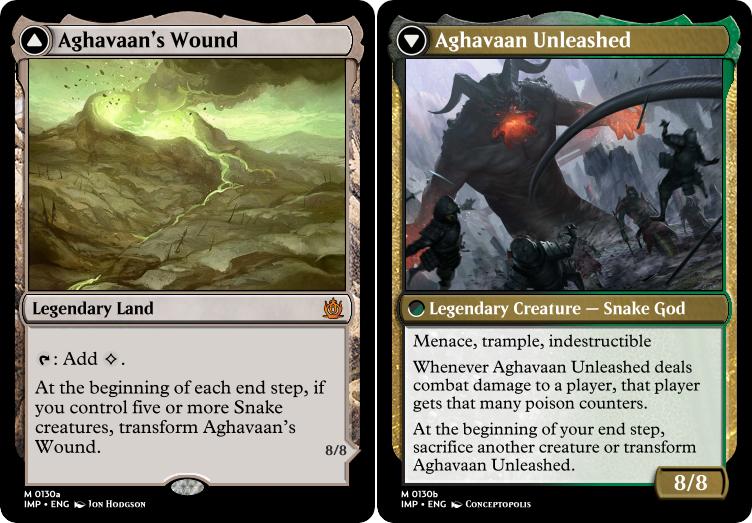 Aghavaan's Wound
Legendary Land
: Add .
At the beginning of each end step, if
you control five or more Snake
creatures, transform Aghavaan's
Wound.
8/8
M 0130a
IMP • ENG Jon Hodgson
Aghavaan Unleashed
Legendary Creature — Snake God
Menace, trample, indestructible
Whenever Aghavaan Unleashed deals
combat damage to a player, that player
gets that many poison counters.
At the beginning of your end step,
sacrifice another creature or transform
Aghavaan Unleashed.
8/8
M 0130b
IMP • ENG Conceptopolis